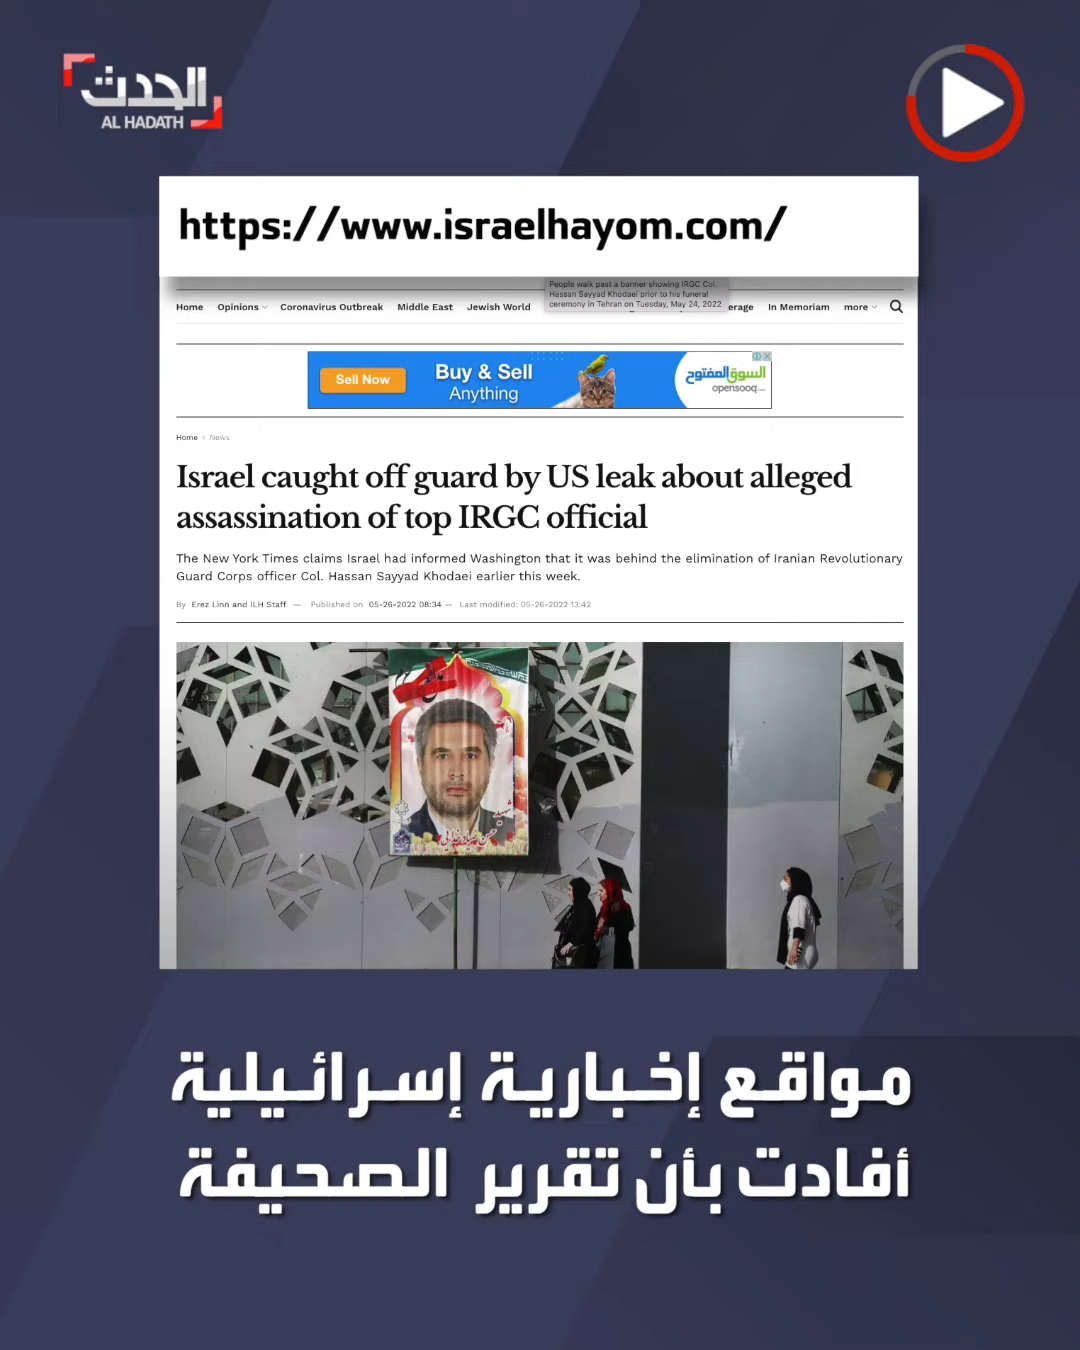 الحدث
AL HADATH
https://www.israelhayom.com/
People walk past a banner showing IRGC Col.
Hassan Sayyad Khodaei prior to his funeral
ceremony in Tehran on Tuesday, May 24, 2022
Home Opinions Coronavirus Outbreak Middle East Jewish World erage In Memoriam more
Sell Now
Buy & Sell
Anything
السوق المفتوح
opensooq.com
Home > News
Israel caught off guard by US leak about alleged
assassination of top IRGC official
The New York Times claims Israel had informed Washington that it was behind the elimination of Iranian Revolutionary
Guard Corps officer Col. Hassan Sayyad Khodaei earlier this week.
By Erez Linn and ILH Staff — Published on 05-26-2022 08:34 — Last modified: 05-26-2022 13:42
شهید
حسن صیاد خدایی
مواقع إخبارية إسرائيلية
أفادت بأن تقرير الصحيفة